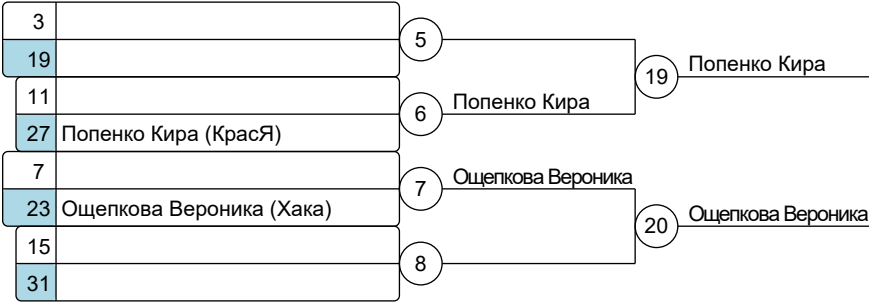 3
5
19
19 Попенко Кира
11
6 Попенко Кира
27 Попенко Кира (КрасЯ)
7
7 Ощепкова Вероника
23 Ощепкова Вероника (Хака)
20 Ощепкова Вероника
15
8
31